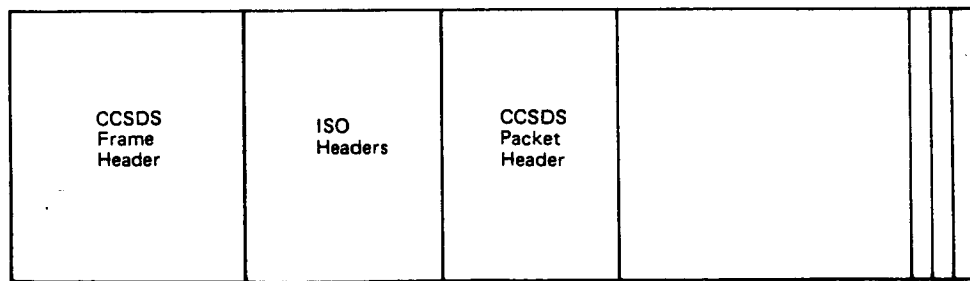 CCSDS
Frame
Header
ISO
Headers
CCSDS
Packet
Header